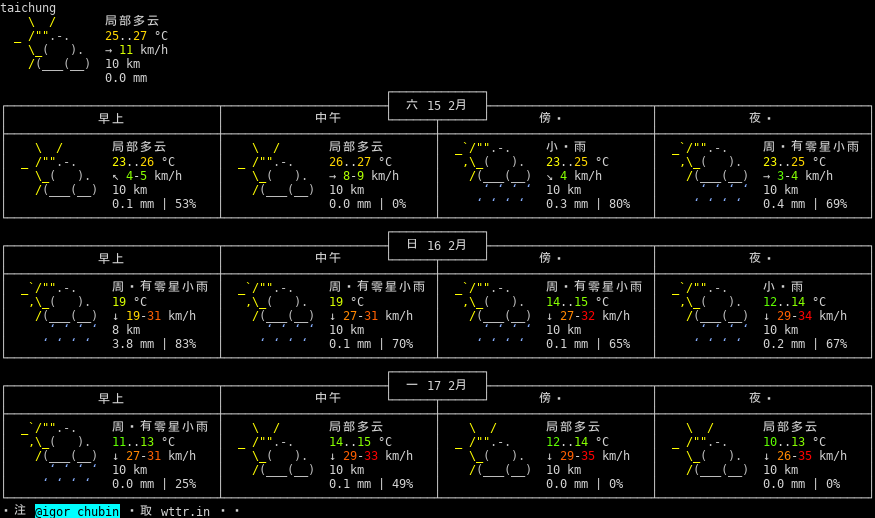 taichung
局部多云
25..27 °C
→ 11 km/h
10 km
0.0 mm
六 15 2月
早上 中午 傍・ 夜・
局部多云 局部多云 小・雨 周・有零星小雨
23..26 °C 26..27 °C 23..25 °C 23..25 °C
↖ 4-5 km/h → 8-9 km/h ↘ 4 km/h → 3-4 km/h
10 km 10 km 10 km 10 km
0.1 mm | 53% 0.0 mm | 0% 0.3 mm | 80% 0.4 mm | 69%
日 16 2月
早上 中午 傍・ 夜・
周・有零星小雨 周・有零星小雨 周・有零星小雨 小・雨
19 °C 19 °C 14..15 °C 12..14 °C
↓ 19-31 km/h ↓ 27-31 km/h ↓ 27-32 km/h ↓ 29-34 km/h
8 km 10 km 10 km 10 km
3.8 mm | 83% 0.1 mm | 70% 0.1 mm | 65% 0.2 mm | 67%
一 17 2月
早上 中午 傍・ 夜・
周・有零星小雨 局部多云 局部多云 局部多云
11..13 °C 14..15 °C 12..14 °C 10..13 °C
↓ 27-31 km/h ↓ 29-33 km/h ↓ 29-35 km/h ↓ 26-35 km/h
10 km 10 km 10 km 10 km
0.0 mm | 25% 0.1 mm | 49% 0.0 mm | 0% 0.0 mm | 0%
・注 @igor_chubin ・取 wttr.in ・・